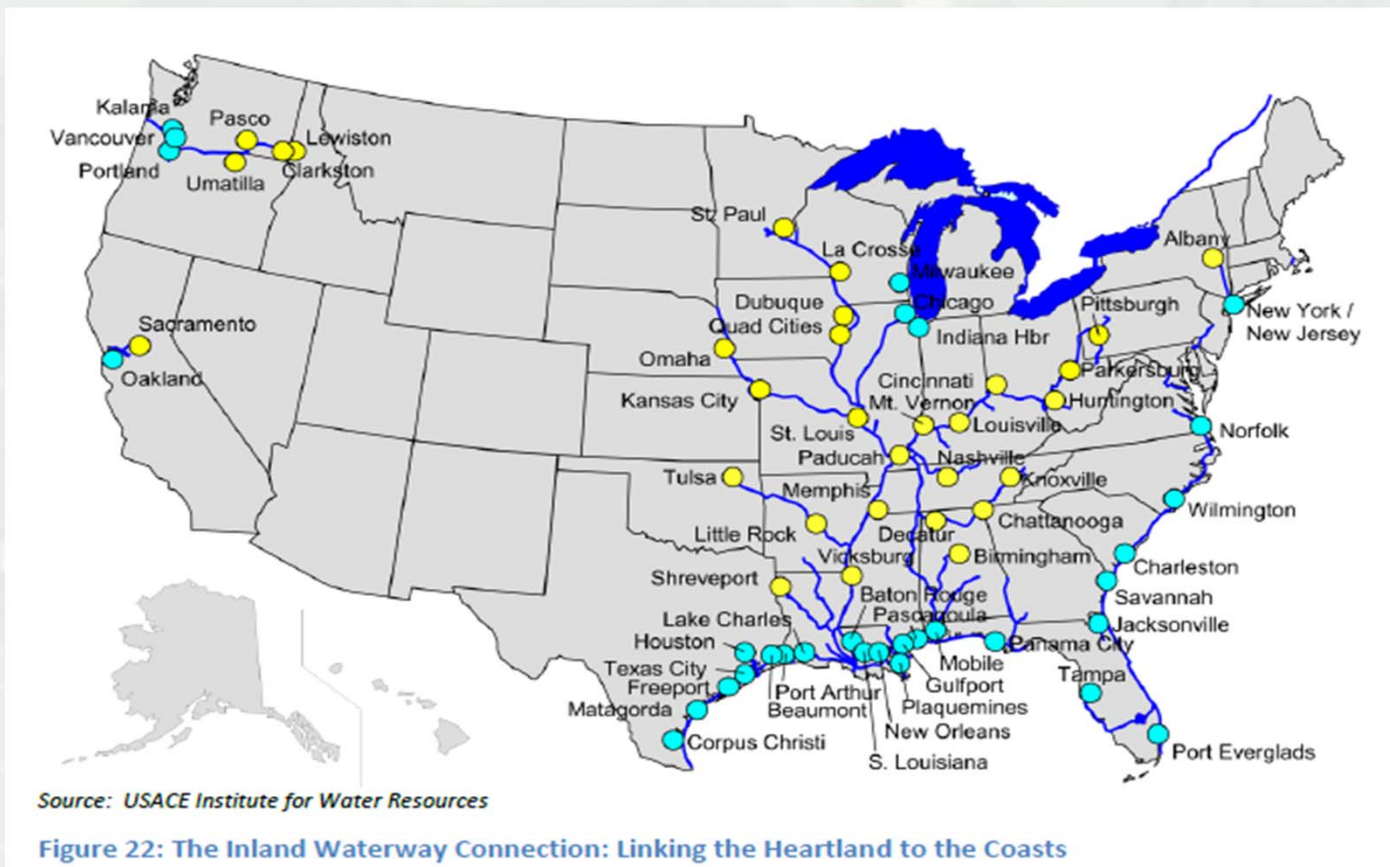 Kalama
Vancouver
Portland
Pasco
Umatilla
Lewiston
Clarkston
Sacramento
Oakland
St. Paul
La Crosse
Milwaukee
Dubuque
Chicago
Quad Cities
Indiana Hbr
Omaha
Kansas City
St. Louis
Cincinnati
Mt. Vernon
Louisville
Paducah
Nashville
Knoxville
Pittsburgh
Parkersburg
Huntington
Albany
New York /
New Jersey
Norfolk
Wilmington
Charleston
Savannah
Jacksonville
Tulsa
Memphis
Little Rock
Decatur
Chattanooga
Vicksburg
Birmingham
Shreveport
Baton Rouge
Pascagoula
Lake Charles
Houston
Texas City
Freeport
Matagorda
Corpus Christi
Port Arthur
Beaumont
Mobile
Gulfport
Plaquemines
New Orleans
S. Louisiana
Panama City
Tampa
Port Everglads
Source: USACE Institute for Water Resources
Figure 22: The Inland Waterway Connection: Linking the Heartland to the Coasts